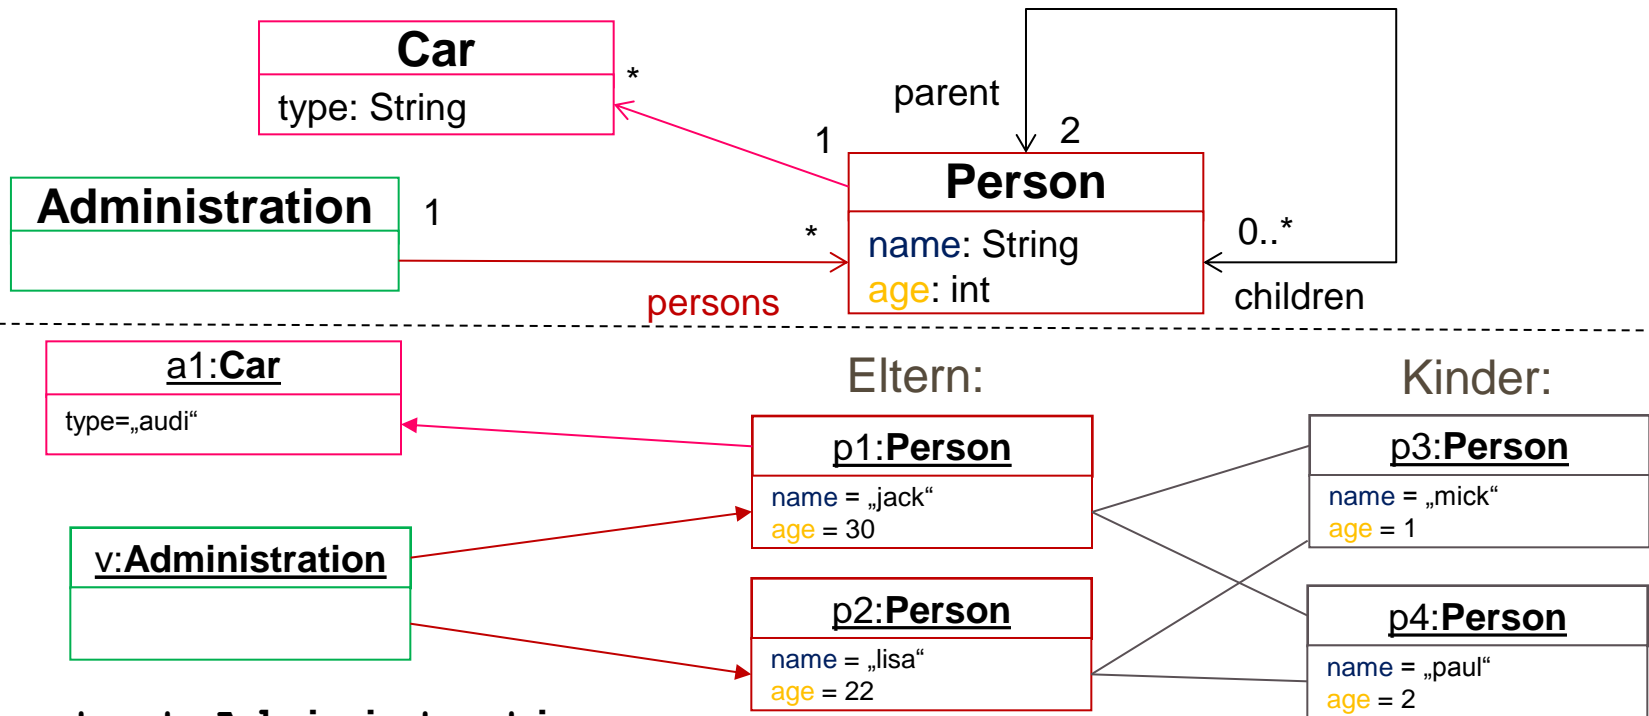 Car
type: String
*
parent
1
2
Person
name: String
age: int
Administration
1
*
persons
0..*
children
a1:Car
type=„audi“
Eltern:
Kinder:
p1:Person
name = „jack“
age = 30
p3:Person
name = „mick“
age = 1
v:Administration
p2:Person
name = „lisa“
age = 22
p4:Person
name = „paul“
age = 2